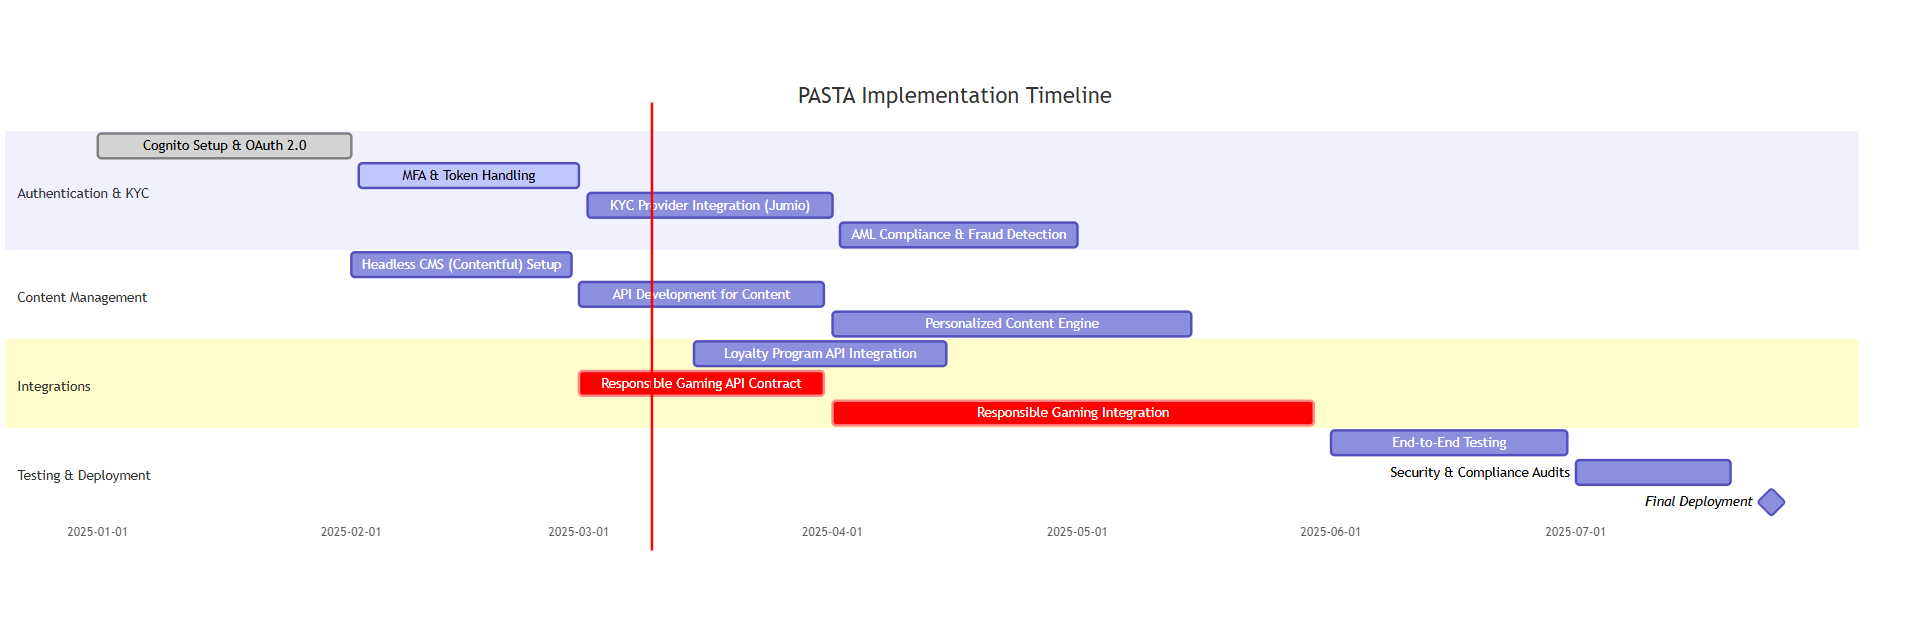 PASTA Implementation Timeline
Cognito Setup & OAuth 2.0
MFA & Token Handling
Authentication & KYC
KYC Provider Integration (Jumio)
AML Compliance & Fraud Detection
Headless CMS (Contentful) Setup
Content Management
API Development for Content
Personalized Content Engine
Loyalty Program API Integration
Integrations
Responsible Gaming API Contract
Responsible Gaming Integration
End-to-End Testing
Testing & Deployment
Security & Compliance Audits
Final Deployment
2025-01-01 2025-02-01 2025-03-01 2025-04-01 2025-05-01 2025-06-01 2025-07-01